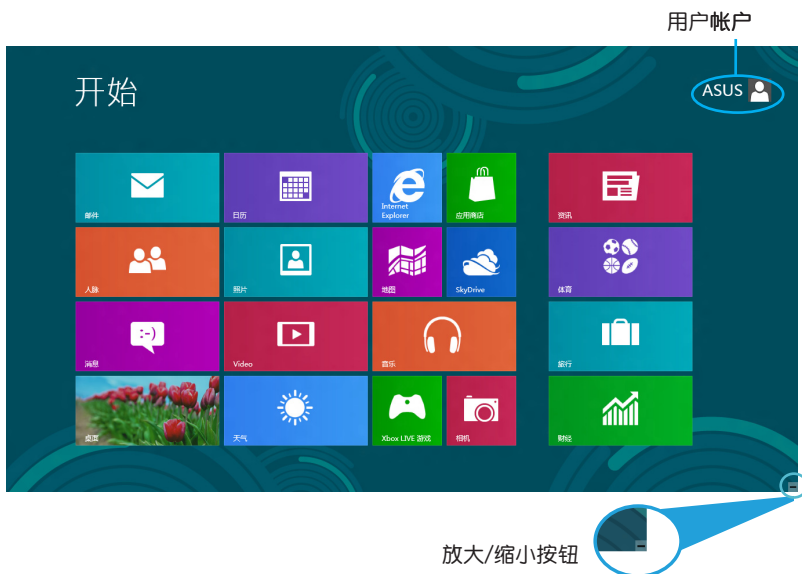 用户帐户
开始
ASUS
邮件
日历
Internet Explorer
应用商店
资讯
人脉
照片
地图
SkyDrive
体育
消息
Video
音乐
旅行
桌面
天气
Xbox LIVE 游戏
相机
财经
放大/缩小按钮